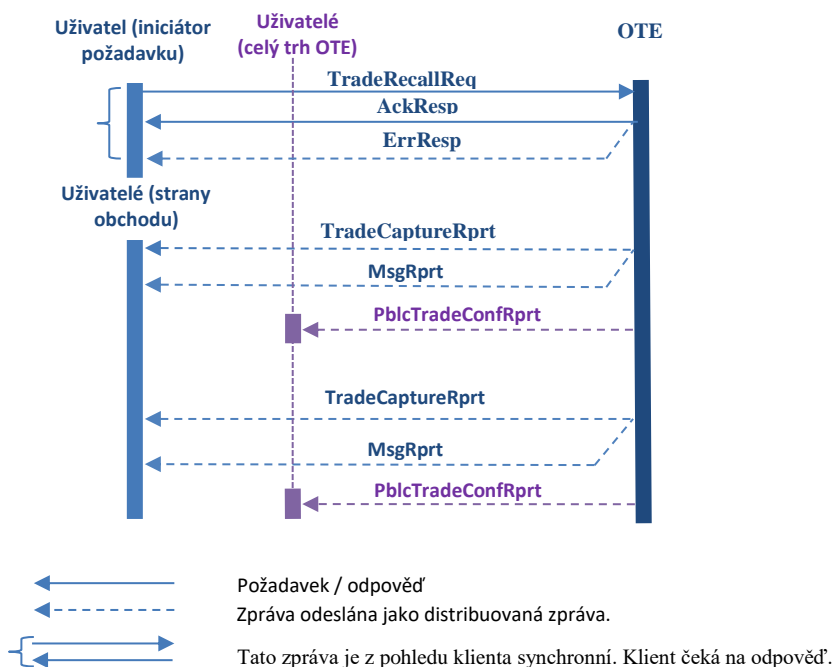 Uživatel (iniciátor
požadavku)
Uživatelé
(celý trh OTE)
OTE
TradeRecallReq
AckResp
ErrResp
Uživatelé (strany
obchodu)
TradeCaptureRprt
MsgRprt
PblcTradeConfRprt
TradeCaptureRprt
MsgRprt
PblcTradeConfRprt
Požadavek / odpověď
Zpráva odeslána jako distribuovaná zpráva.
Tato zpráva je z pohledu klienta synchronní. Klient čeká na odpověď.